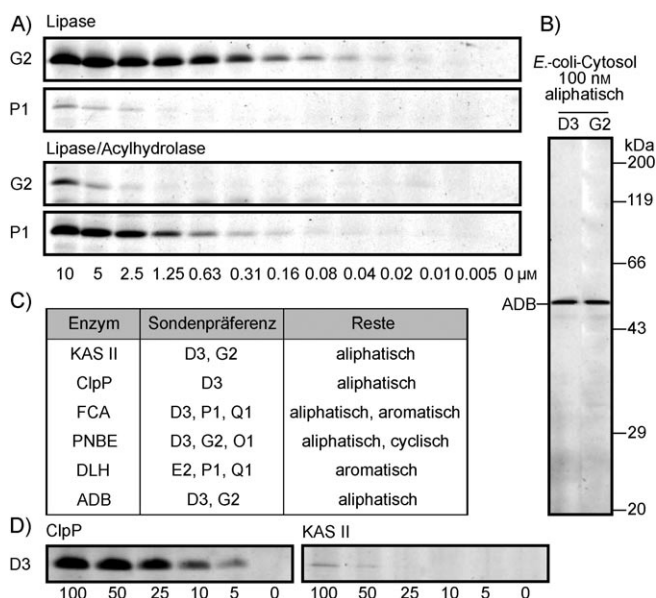 A) Lipase
G2
P1
Lipase/Acylhydrolase
G2
P1
10 5 2.5 1.25 0.63 0.31 0.16 0.08 0.04 0.02 0.01 0.005 0 µM
B)
E.-coli-Cytosol
100 nM
aliphatisch
D3 G2
kDa
200
119
66
ADB
43
29
20
C)
Enzym Sondenpräferenz Reste
KAS II D3, G2 aliphatisch
ClpP D3 aliphatisch
FCA D3, P1, Q1 aliphatisch, aromatisch
PNBE D3, G2, O1 aliphatisch, cyclisch
DLH E2, P1, Q1 aromatisch
ADB D3, G2 aliphatisch
D) ClpP KAS II
D3
100 50 25 10 5 0 100 50 25 10 5 0